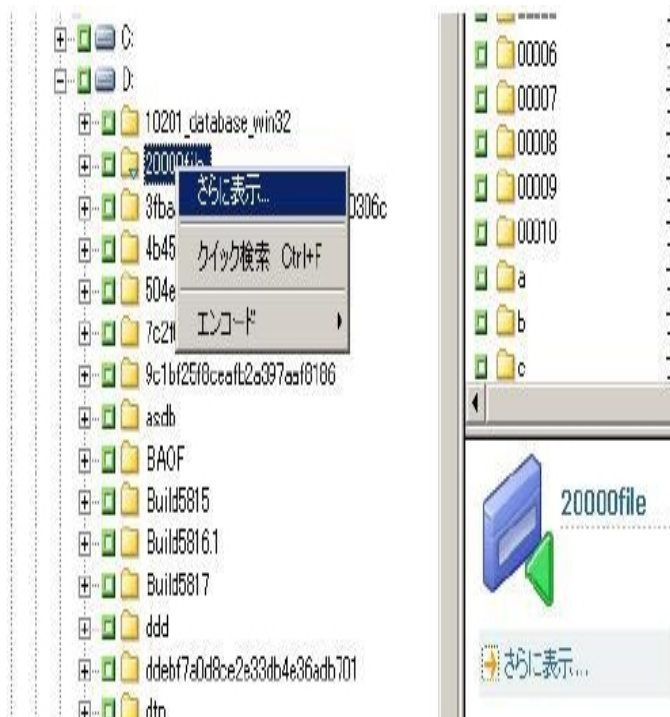 C:
D:
10201_database_win32
20000file
3fba
0306c
4b45
504e
7c2f
9c1bf25f8ceafb2a397aaf8186
asdb
BAOF
Build5815
Build5816.1
Build5817
ddd
ddebf7a0d8ce2e33db4e36adb701
dtp
さらに表示...
クイック検索 Ctrl+F
エンコード
00006
00007
00008
00009
00010
a
b
c
20000file
さらに表示...